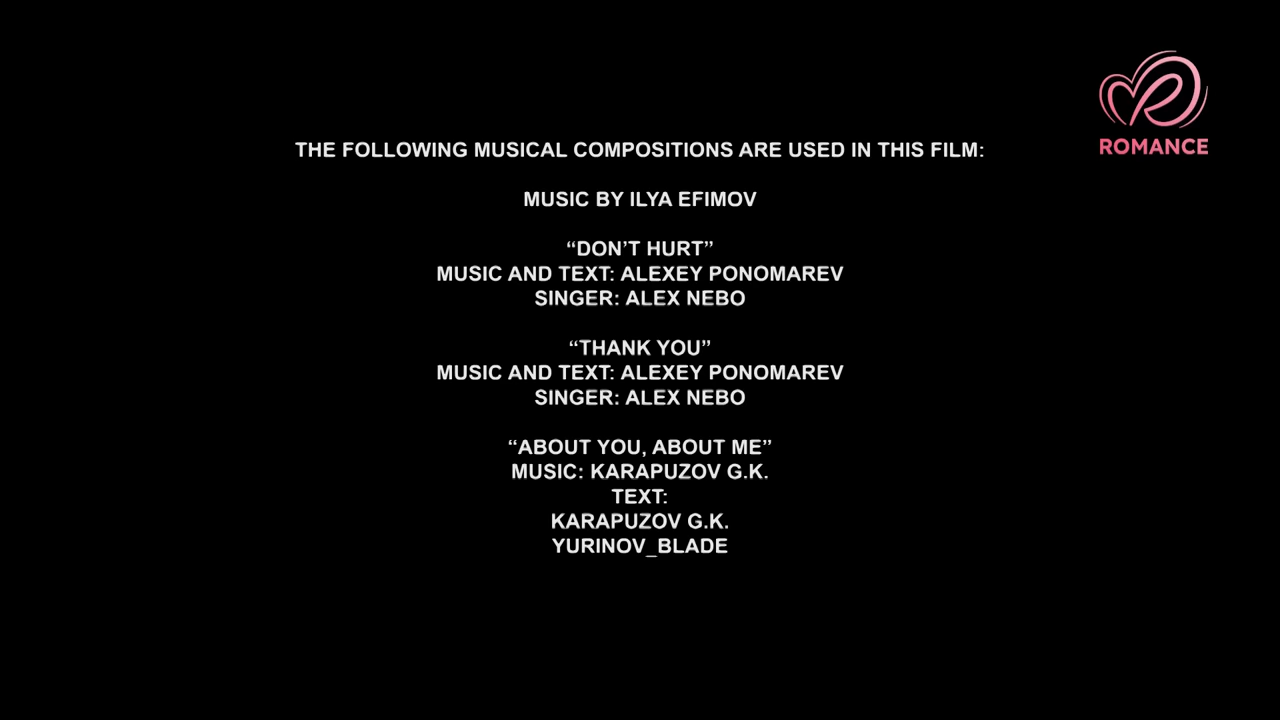 ROMANCE
THE FOLLOWING MUSICAL COMPOSITIONS ARE USED IN THIS FILM:
MUSIC BY ILYA EFIMOV
“DON’T HURT”
MUSIC AND TEXT: ALEXEY PONOMAREV
SINGER: ALEX NEBO
“THANK YOU”
MUSIC AND TEXT: ALEXEY PONOMAREV
SINGER: ALEX NEBO
“ABOUT YOU, ABOUT ME”
MUSIC: KARAPUZOV G.K.
TEXT:
KARAPUZOV G.K.
YURINOV_BLADE